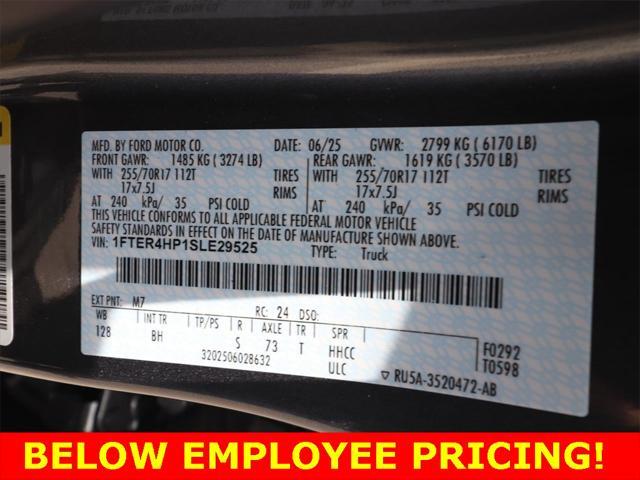 MFD. BY FORD MOTOR CO. DATE: 06/25 GVWR: 2799 KG ( 6170 LB)
FRONT GAWR: 1485 KG ( 3274 LB) REAR GAWR: 1619 KG ( 3570 LB)
WITH 255/70R17 112T TIRES WITH 255/70R17 112T TIRES
17x7.5J RIMS 17x7.5J RIMS
AT 240 kPa/ 35 PSI COLD AT 240 kPa/ 35 PSI COLD
THIS VEHICLE CONFORMS TO ALL APPLICABLE FEDERAL MOTOR VEHICLE
SAFETY STANDARDS IN EFFECT ON THE DATE OF MANUFACTURE SHOWN ABOVE.
VIN: 1FTER4HP1SLE29525 TYPE: Truck
EXT PNT: M7 RC: 24 DSO:
WB INT TR TP/PS R AXLE TR SPR
128 BH S 73 T HHCC F0292
3202506028632 ULC T0598
▽ RU5A-3520472-AB
BELOW EMPLOYEE PRICING!